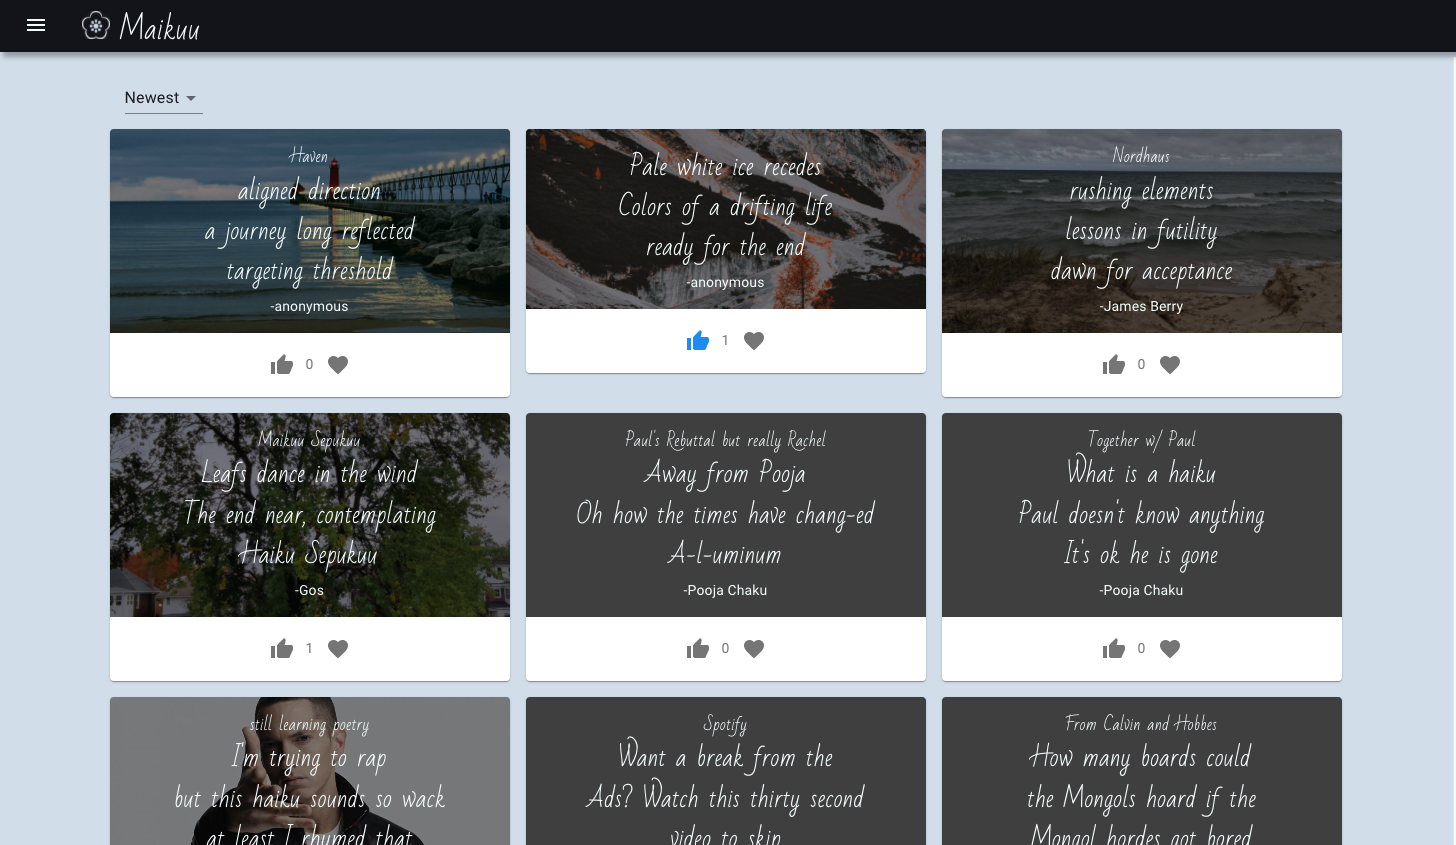 Maikuu
Newest
Haven
aligned direction
a journey long reflected
targeting threshold
-anonymous
0
Pale white ice recedes
Colors of a drifting life
ready for the end
-anonymous
1
Nordhaus
rushing elements
lessons in futility
dawn for acceptance
-James Berry
0
Maikuu Sepukuu
Leafs dance in the wind
The end near, contemplating
Haiku Sepukuu
-Gos
1
Paul's Rebuttal but really Rachel
Away from Pooja
Oh how the times have chang-ed
A-l-uminum
-Pooja Chaku
0
Together w/ Paul
What is a haiku
Paul doesn't know anything
It's ok he is gone
-Pooja Chaku
0
still learning poetry
I'm trying to rap
but this haiku sounds so wack
at least I rhymed that
Spotify
Want a break from the
Ads? Watch this thirty second
video to skip
From Calvin and Hobbes
How many boards could
the Mongols hoard if the
Mongol hordes got bored